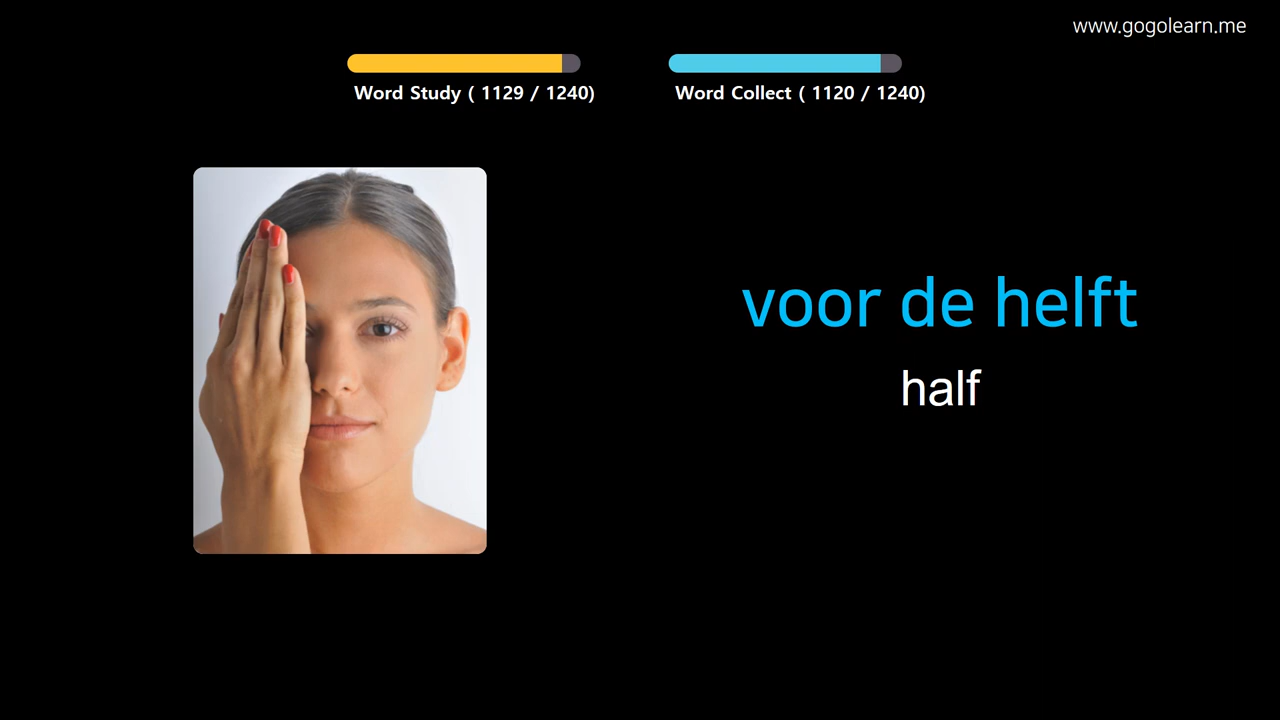 www.gogolearn.me
Word Study ( 1129 / 1240)
Word Collect ( 1120 / 1240)
voor de helft
half